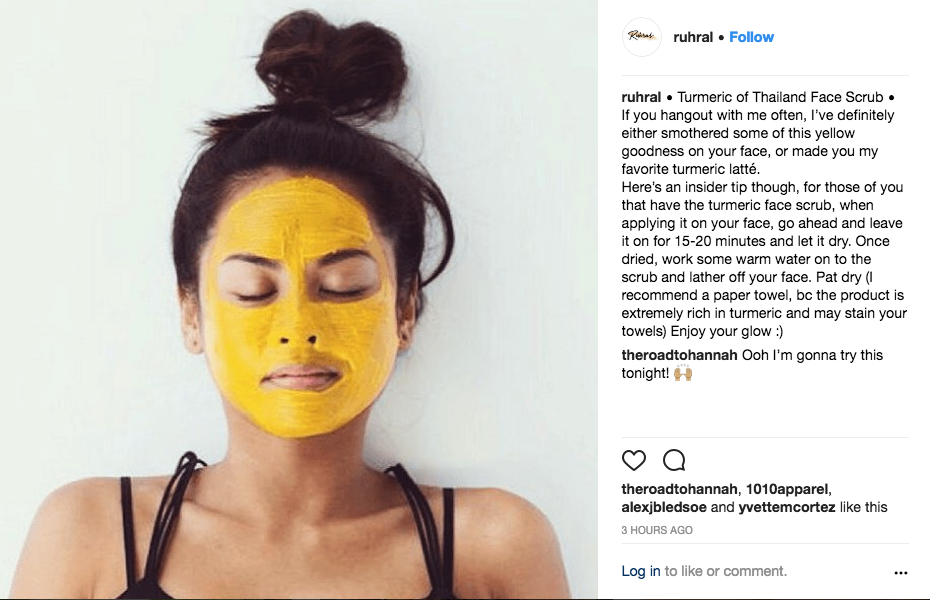 Ruhral
ruhral • Follow
ruhral • Turmeric of Thailand Face Scrub •
If you hangout with me often, I've definitely
either smothered some of this yellow
goodness on your face, or made you my
favorite turmeric latté.
Here's an insider tip though, for those of you
that have the turmeric face scrub, when
applying it on your face, go ahead and leave
it on for 15-20 minutes and let it dry. Once
dried, work some warm water on to the
scrub and lather off your face. Pat dry (I
recommend a paper towel, bc the product is
extremely rich in turmeric and may stain your
towels) Enjoy your glow :)
theroadtohannah Ooh I'm gonna try this
tonight! 🙌🏽
theroadtohannah, 1010apparel,
alexjbledsoe and yvettemcortez like this
3 HOURS AGO
Log in to like or comment.